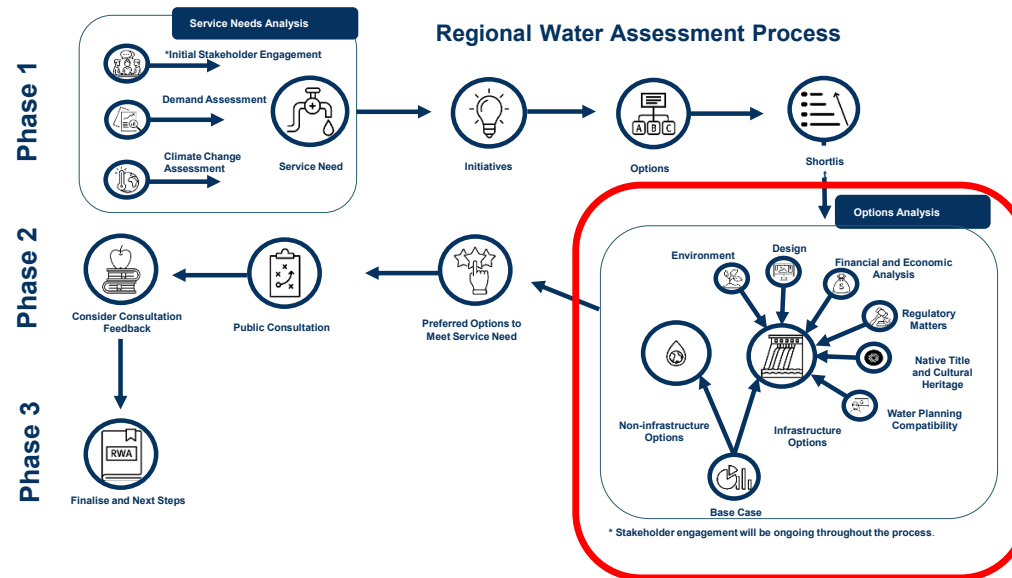 Regional Water Assessment Process
Phase 1
Service Needs Analysis
*Initial Stakeholder Engagement
Demand Assessment
Climate Change
Assessment
Service Need
Initiatives
A B C
Options
Shortlis
Phase 2
Options Analysis
Environment
Design
Financial and Economic
Analysis
$
Regulatory
Matters
Native Title
and Cultural
Heritage
Water Planning
Compatibility
Non-infrastructure
Options
Infrastructure
Options
Base Case
* Stakeholder engagement will be ongoing throughout the process.
Preferred Options to
Meet Service Need
Public Consultation
Consider Consultation
Feedback
Phase 3
RWA
Finalise and Next Steps